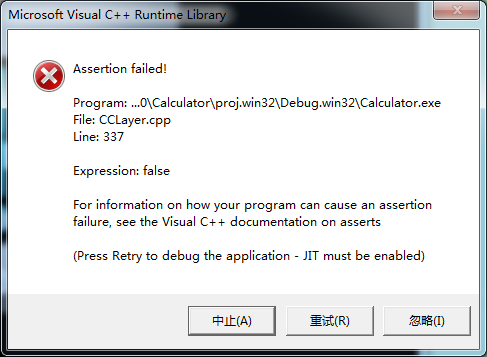 Microsoft Visual C++ Runtime Library
Assertion failed!
Program: ...0\Calculator\proj.win32\Debug.win32\Calculator.exe
File: CCLayer.cpp
Line: 337
Expression: false
For information on how your program can cause an assertion
failure, see the Visual C++ documentation on asserts
(Press Retry to debug the application - JIT must be enabled)
中止(A) 重试(R) 忽略(I)